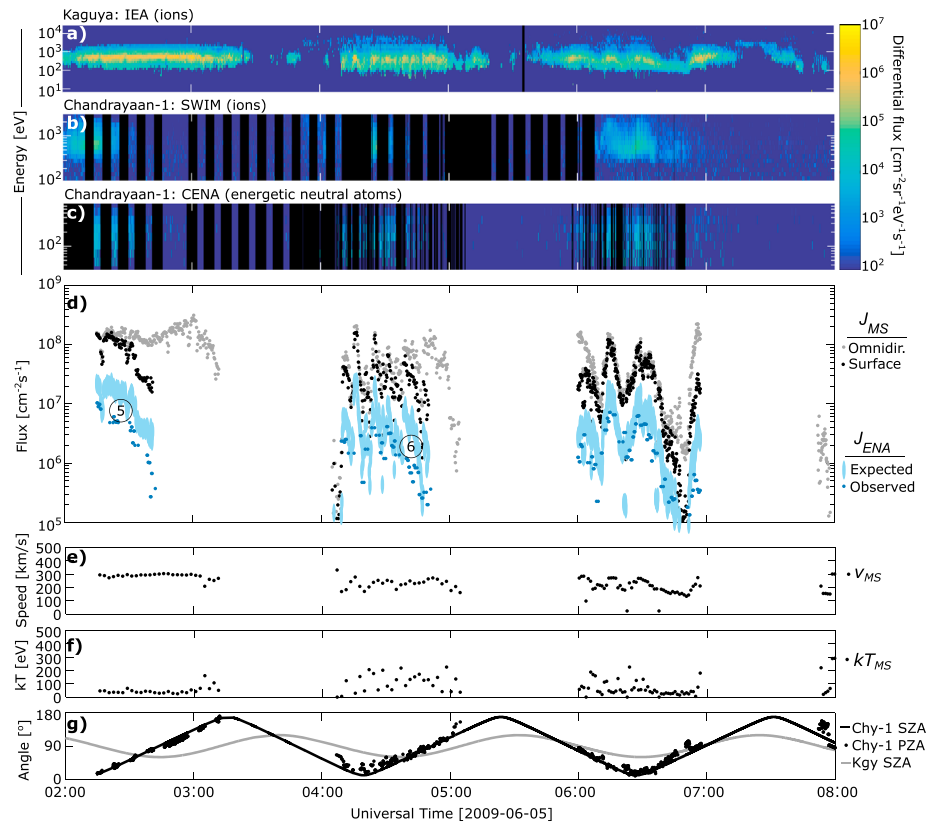 Kaguya: IEA (ions)
a)
10⁴
10³
10²
10¹
Chandrayaan-1: SWIM (ions)
b)
10³
10²
Chandrayaan-1: CENA (energetic neutral atoms)
c)
10²
Energy [eV]
10⁷
10⁶
10⁵
10⁴
10³
10²
Differential flux [cm⁻²sr⁻¹eV⁻¹s⁻¹]
d)
10⁹
10⁸
10⁷
10⁶
10⁵
Flux [cm⁻²s⁻¹]
5
6
J_MS
Omnidir.
Surface
J_ENA
Expected
Observed
e)
500
400
300
200
100
0
Speed [km/s]
v_MS
f)
500
400
300
200
100
0
kT [eV]
kT_MS
g)
180
90
0
Angle [°]
Chy-1 SZA
Chy-1 PZA
Kgy SZA
02:00 03:00 04:00 05:00 06:00 07:00 08:00
Universal Time [2009-06-05]